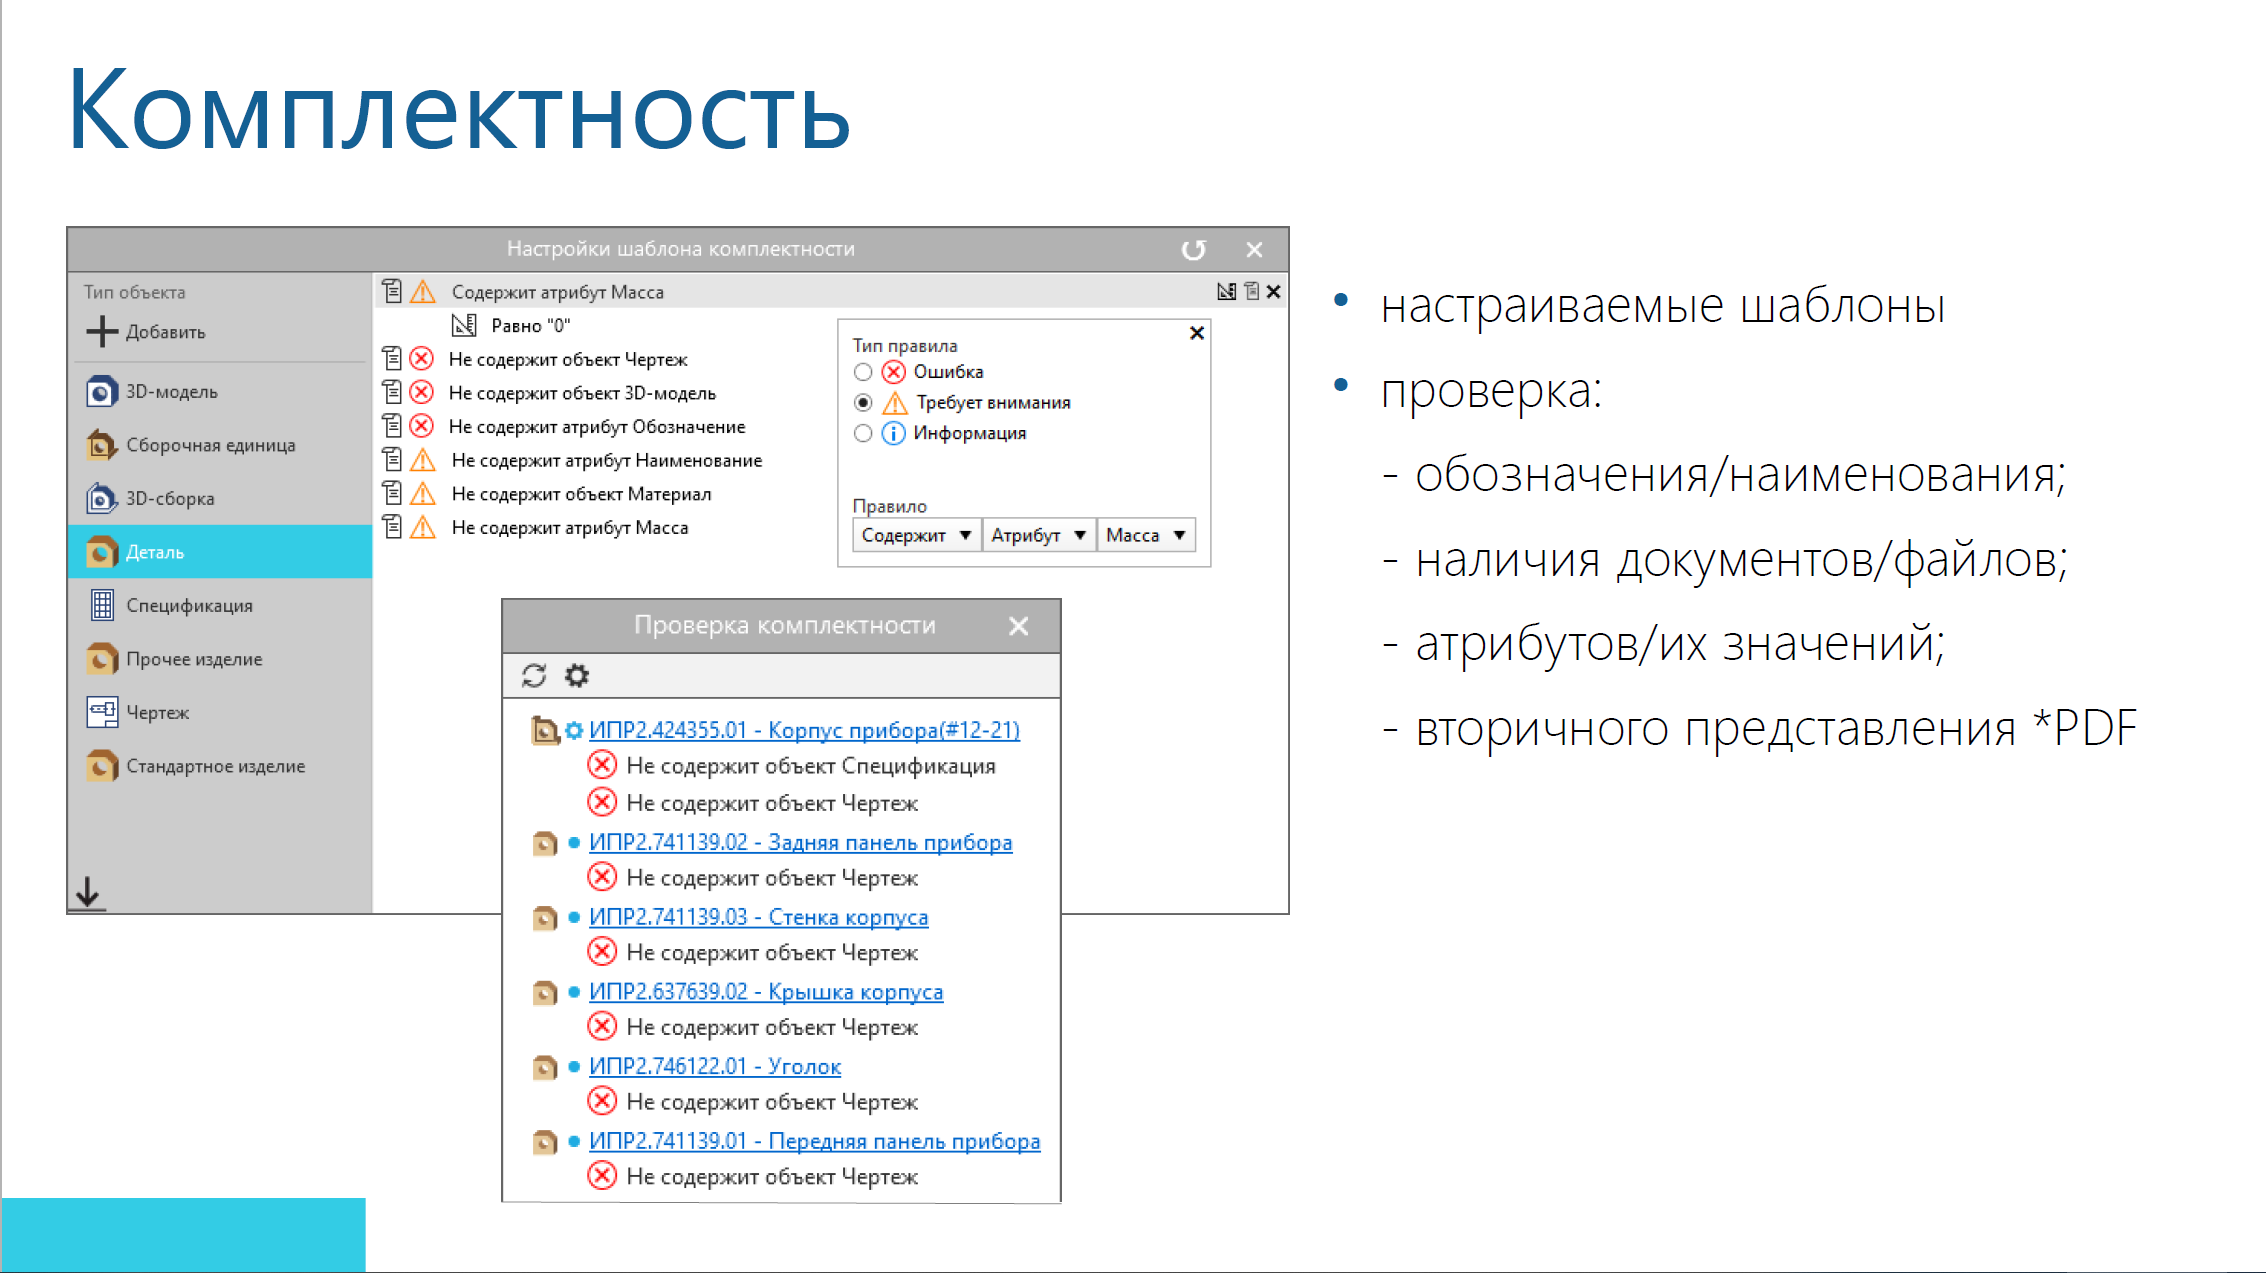 Комплектность
Настройки шаблона комплектности
Тип объекта
Добавить
3D-модель
Сборочная единица
3D-сборка
Деталь
Спецификация
Прочее изделие
Чертеж
Стандартное изделие
Содержит атрибут Масса
Равно "0"
Не содержит объект Чертеж
Не содержит объект 3D-модель
Не содержит атрибут Обозначение
Не содержит атрибут Наименование
Не содержит объект Материал
Не содержит атрибут Масса
Тип правила
Ошибка
Требует внимания
Информация
Правило
Содержит Атрибут Масса
Проверка комплектности
ИПР2.424355.01 - Корпус прибора(#12-21)
Не содержит объект Спецификация
Не содержит объект Чертеж
ИПР2.741139.02 - Задняя панель прибора
Не содержит объект Чертеж
ИПР2.741139.03 - Стенка корпуса
Не содержит объект Чертеж
ИПР2.637639.02 - Крышка корпуса
Не содержит объект Чертеж
ИПР2.746122.01 - Уголок
Не содержит объект Чертеж
ИПР2.741139.01 - Передняя панель прибора
Не содержит объект Чертеж
• настраиваемые шаблоны
• проверка:
- обозначения/наименования;
- наличия документов/файлов;
- атрибутов/их значений;
- вторичного представления *PDF